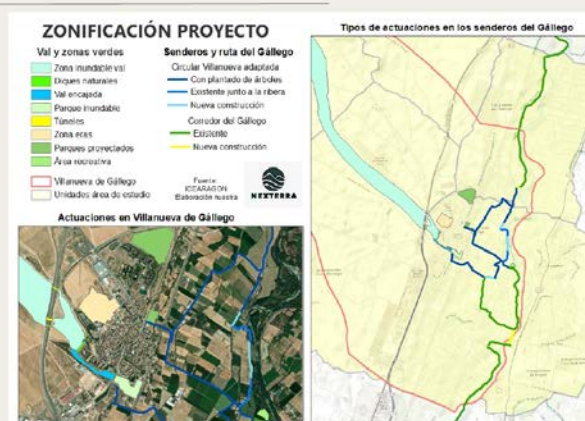 ZONIFICACIÓN PROYECTO
Val y zonas verdes
Zona inundable val
Diques naturales
Val encajada
Parque inundable
Túneles
Zona eras
Parques proyectados
Área recreativa
Villanueva de Gállego
Unidades área de estudio
Senderos y ruta del Gállego
Circular Villanueva adaptada
Con plantado de árboles
Existente junto a la ribera
Nueva construcción
Corredor del Gállego
Existente
Nueva construcción
Fuente:
IDEARAGON
Elaboración nuestra
NEXTERRA
Actuaciones en Villanueva de Gállego
Tipos de actuaciones en los senderos del Gállego